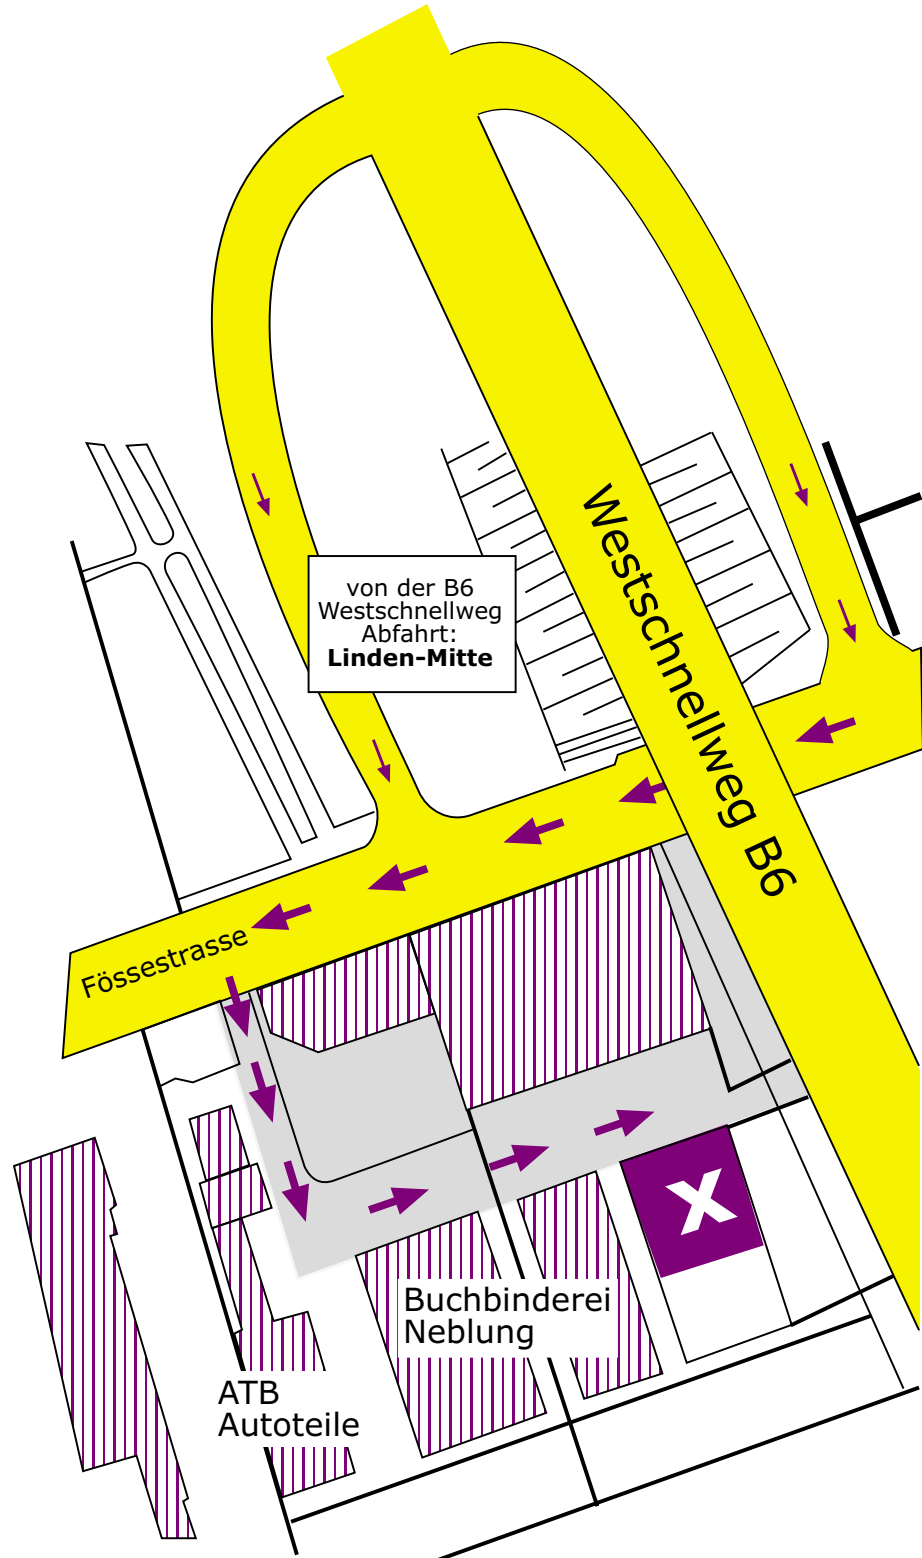 von der B6
Westschnellweg
Abfahrt:
Linden-Mitte
Westschnellweg B6
Fössestrasse
X
Buchbinderei
Neblung
ATB
Autoteile